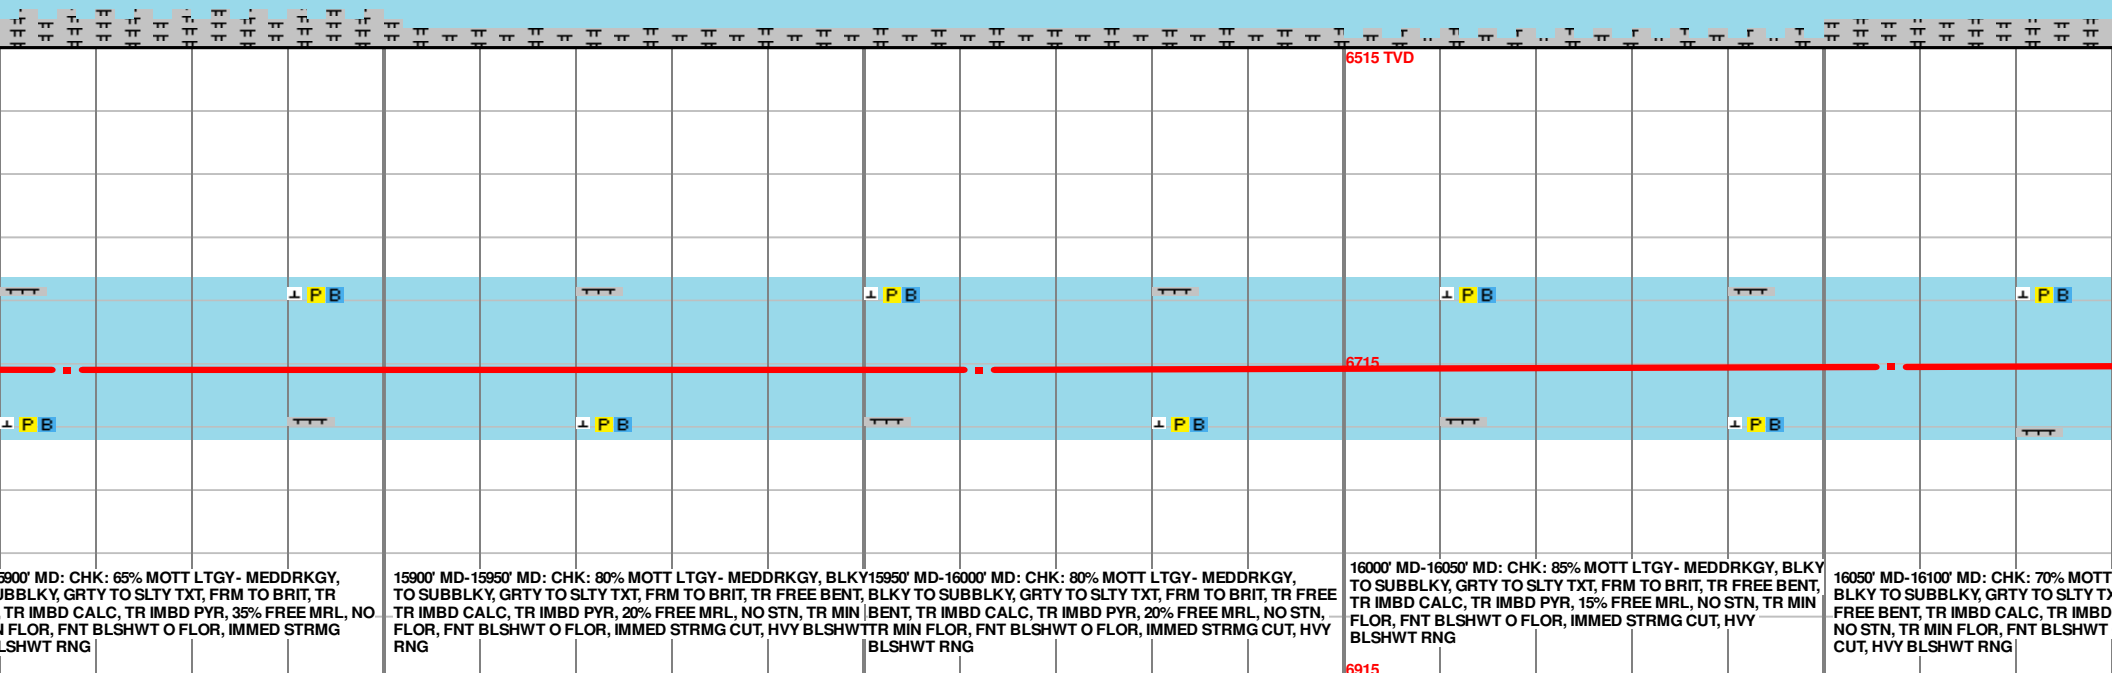 6515 TVD
P B
P B
P B
P B
6715
P B
P B
P B
P B
5900' MD: CHK: 65% MOTT LTGY- MEDDRKGY,
UBBLKY, GRTY TO SLTY TXT, FRM TO BRIT, TR
, TR IMBD CALC, TR IMBD PYR, 35% FREE MRL, NO
N FLOR, FNT BLSHWT O FLOR, IMMED STRMG
LSHWT RNG
15900' MD-15950' MD: CHK: 80% MOTT LTGY- MEDDRKGY, BLKY
TO SUBBLKY, GRTY TO SLTY TXT, FRM TO BRIT, TR FREE BENT,
TR IMBD CALC, TR IMBD PYR, 20% FREE MRL, NO STN, TR MIN
FLOR, FNT BLSHWT O FLOR, IMMED STRMG CUT, HVY BLSHWT
RNG
15950' MD-16000' MD: CHK: 80% MOTT LTGY- MEDDRKGY,
BLKY TO SUBBLKY, GRTY TO SLTY TXT, FRM TO BRIT, TR FREE
BENT, TR IMBD CALC, TR IMBD PYR, 20% FREE MRL, NO STN,
TR MIN FLOR, FNT BLSHWT O FLOR, IMMED STRMG CUT, HVY
BLSHWT RNG
16000' MD-16050' MD: CHK: 85% MOTT LTGY- MEDDRKGY, BLKY
TO SUBBLKY, GRTY TO SLTY TXT, FRM TO BRIT, TR FREE BENT,
TR IMBD CALC, TR IMBD PYR, 15% FREE MRL, NO STN, TR MIN
FLOR, FNT BLSHWT O FLOR, IMMED STRMG CUT, HVY
BLSHWT RNG
16050' MD-16100' MD: CHK: 70% MOTT
BLKY TO SUBBLKY, GRTY TO SLTY TX
FREE BENT, TR IMBD CALC, TR IMBD
NO STN, TR MIN FLOR, FNT BLSHWT
CUT, HVY BLSHWT RNG
6915